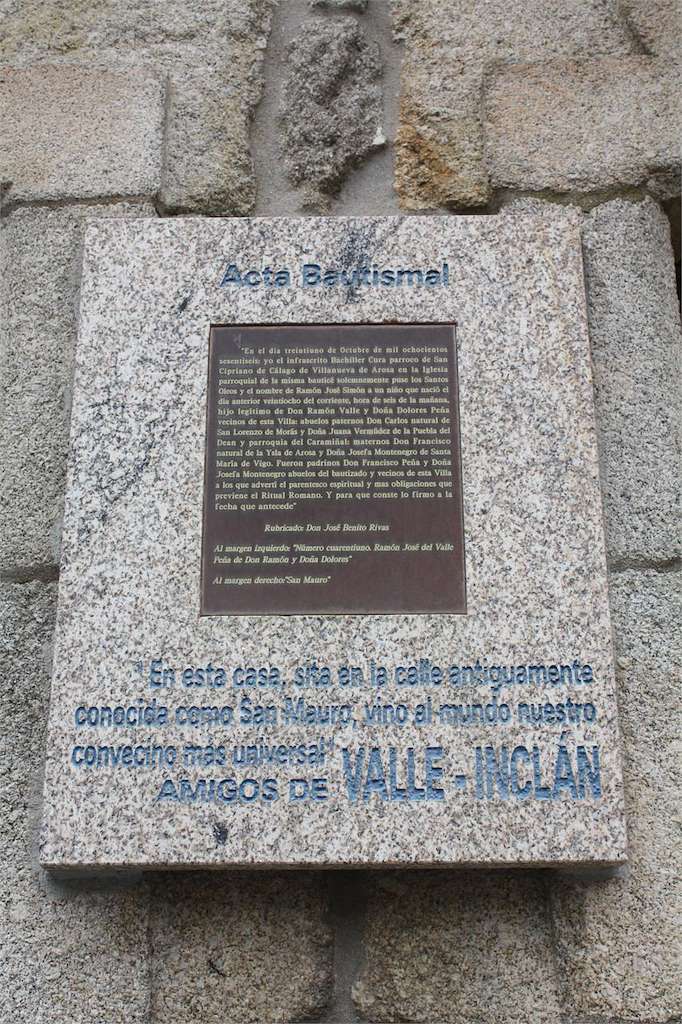 Acta Bautismal
"En el dia treintiuno de Octubre de mil ochocientos
sesentiseis: yo el infrascrito Bachiller Cura parroco de San
Cipriano de Cálago de Villanueva de Arosa en la Iglesia
parroquial de la misma bauticé solemnemente puse los Santos
Oleos y el nombre de Ramón José Simón a un niño que nació el
dia anterior veintiocho del corriente, hora de seis de la mañana,
hijo legitimo de Don Ramón Valle y Doña Dolores Peña
vecinos de esta Villa: abuelos paternos Don Carlos natural de
San Lorenzo de Morás y Doña Juana Vermúdez de la Puebla del
Dean y parroquia del Caramiñal: maternos Don Francisco
natural de la Ysla de Arosa y Doña Josefa Montenegro de Santa
Maria de Vigo. Fueron padrinos Don Francisco Peña y Doña
Josefa Montenegro abuelos del bautizado y vecinos de esta Villa
a los que advertí el parentesco espiritual y mas obligaciones que
previene el Ritual Romano. Y para que conste lo firmo a la
fecha que antecede"
Rubricado: Don José Benito Rivas
Al margen izquierdo: "Número cuarentiuno. Ramón José del Valle
Peña de Don Ramón y Doña Dolores"
Al margen derecho:"San Mauro"
"En esta casa, sita en la calle antiguamente
conocida como San Mauro, vino al mundo nuestro
convecino más universal"
AMIGOS DE VALLE - INCLÁN